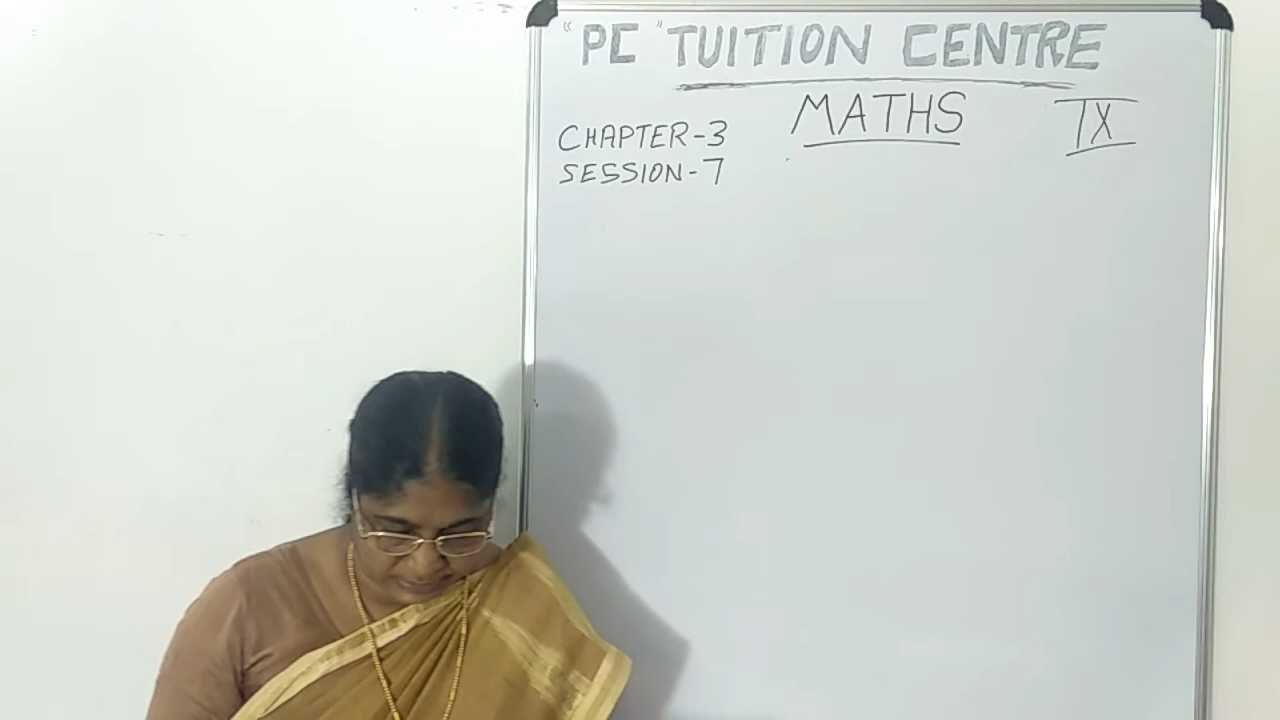 "PC" TUITION CENTRE
MATHS
IX
CHAPTER-3
SESSION-7